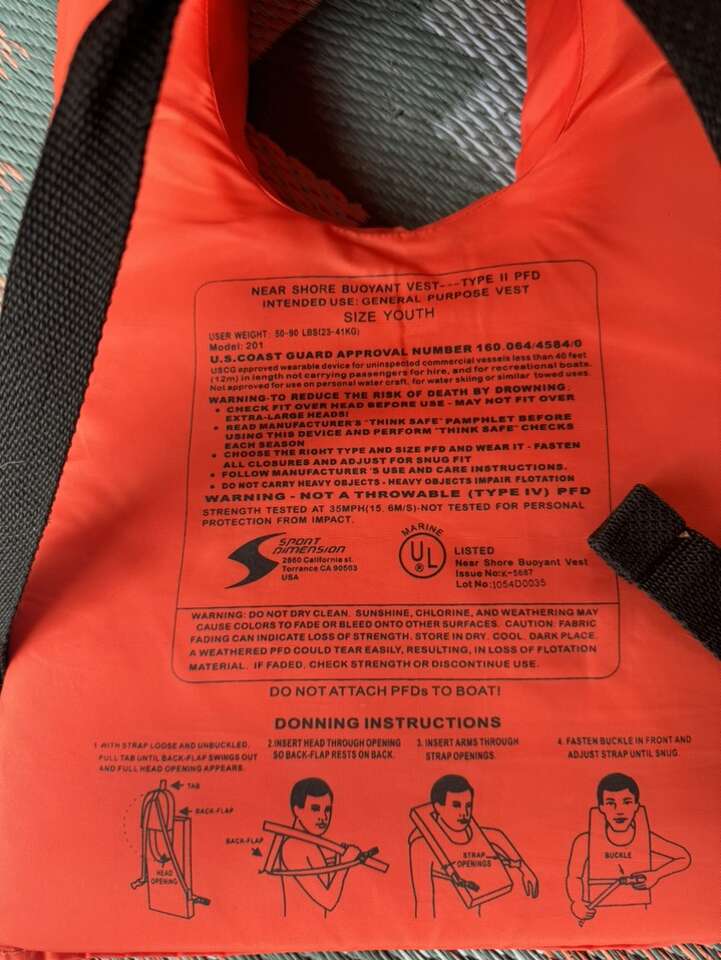 NEAR SHORE BUOYANT VEST---TYPE II PFD
INTENDED USE: GENERAL PURPOSE VEST
SIZE YOUTH
USER WEIGHT: 50-90 LBS(23-41KG)
Model: 201
U.S.COAST GUARD APPROVAL NUMBER 160.064/4584/0
USCG approved wearable device for uninspected commercial vessels less than 40 feet
(12m) in length not carrying passengers for hire, and for recreational boats.
Not approved for use on personal water craft, for water skiing or similar towed uses.
WARNING-TO REDUCE THE RISK OF DEATH BY DROWNING:
• CHECK FIT OVER HEAD BEFORE USE - MAY NOT FIT OVER
EXTRA-LARGE HEADS!
• READ MANUFACTURER'S "THINK SAFE" PAMPHLET BEFORE
USING THIS DEVICE AND PERFORM "THINK SAFE" CHECKS
EACH SEASON
• CHOOSE THE RIGHT TYPE AND SIZE PFD AND WEAR IT - FASTEN
ALL CLOSURES AND ADJUST FOR SNUG FIT
• FOLLOW MANUFACTURER'S USE AND CARE INSTRUCTIONS.
• DO NOT CARRY HEAVY OBJECTS - HEAVY OBJECTS IMPAIR FLOTATION
WARNING - NOT A THROWABLE (TYPE IV) PFD
STRENGTH TESTED AT 35MPH(15.6M/S)-NOT TESTED FOR PERSONAL
PROTECTION FROM IMPACT.
SPORT
DIMENSION
2660 California st.
Torrance CA 90503
USA
MARINE
UL®
LISTED
Near Shore Buoyant Vest
Issue No:K-5687
Lot No:1054D0035
WARNING: DO NOT DRY CLEAN. SUNSHINE, CHLORINE, AND WEATHERING MAY
CAUSE COLORS TO FADE OR BLEED ONTO OTHER SURFACES. CAUTION: FABRIC
FADING CAN INDICATE LOSS OF STRENGTH. STORE IN DRY. COOL. DARK PLACE.
A WEATHERED PFD COULD TEAR EASILY, RESULTING, IN LOSS OF FLOTATION
MATERIAL. IF FADED, CHECK STRENGTH OR DISCONTINUE USE.
DO NOT ATTACH PFDs TO BOAT!
DONNING INSTRUCTIONS
1 WITH STRAP LOOSE AND UNBUCKLED,
PULL TAB UNTIL BACK-FLAP SWINGS OUT
AND FULL HEAD OPENING APPEARS.
TAB
BACK-FLAP
HEAD
OPENING
2.INSERT HEAD THROUGH OPENING
SO BACK-FLAP RESTS ON BACK.
BACK-FLAP
3. INSERT ARMS THROUGH
STRAP OPENINGS.
STRAP
OPENINGS
4. FASTEN BUCKLE IN FRONT AND
ADJUST STRAP UNTIL SNUG.
BUCKLE